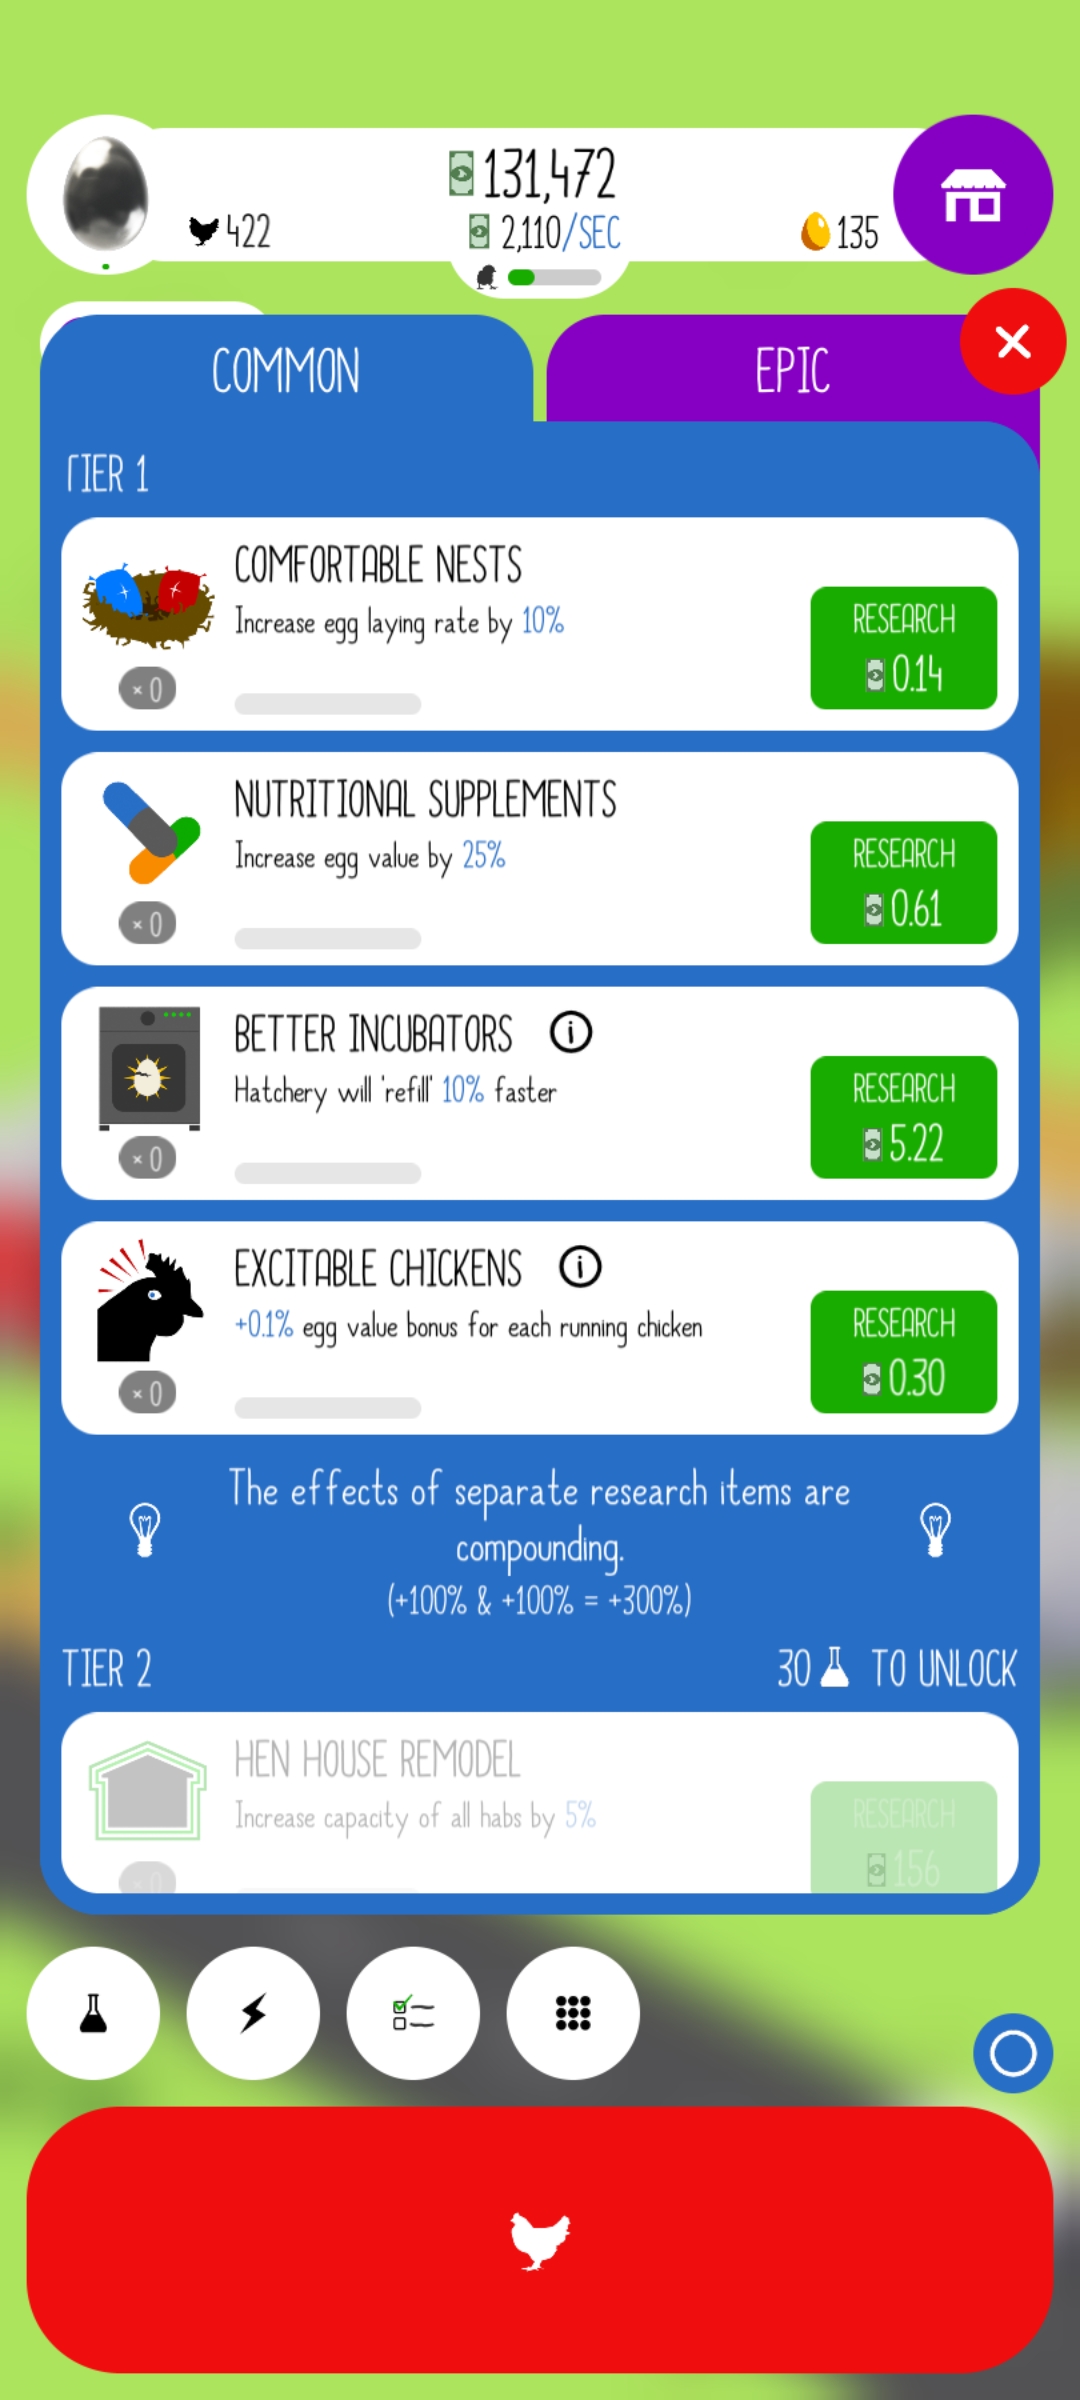 131,472
422
2,110/SEC
135
COMMON
EPIC
TIER 1
COMFORTABLE NESTS
Increase egg laying rate by 10%
RESEARCH
0.14
× 0
NUTRITIONAL SUPPLEMENTS
Increase egg value by 25%
RESEARCH
0.61
× 0
BETTER INCUBATORS
Hatchery will 'refill' 10% faster
RESEARCH
5.22
× 0
EXCITABLE CHICKENS
+0.1% egg value bonus for each running chicken
RESEARCH
0.30
× 0
The effects of separate research items are
compounding.
(+100% & +100% = +300%)
TIER 2
30 TO UNLOCK
HEN HOUSE REMODEL
Increase capacity of all habs by 5%
RESEARCH
156
× 0